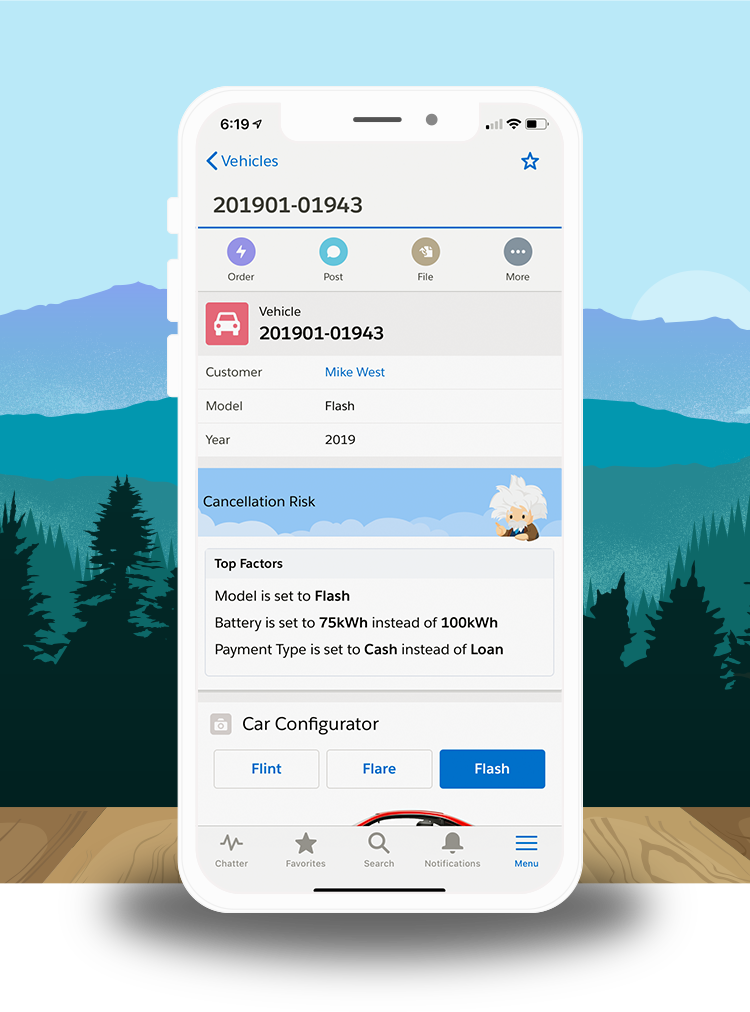 6:19
Vehicles
201901-01943
Order Post File More
Vehicle
201901-01943
Customer Mike West
Model Flash
Year 2019
Cancellation Risk
Top Factors
Model is set to Flash
Battery is set to 75kWh instead of 100kWh
Payment Type is set to Cash instead of Loan
Car Configurator
Flint Flare Flash
Chatter Favorites Search Notifications Menu